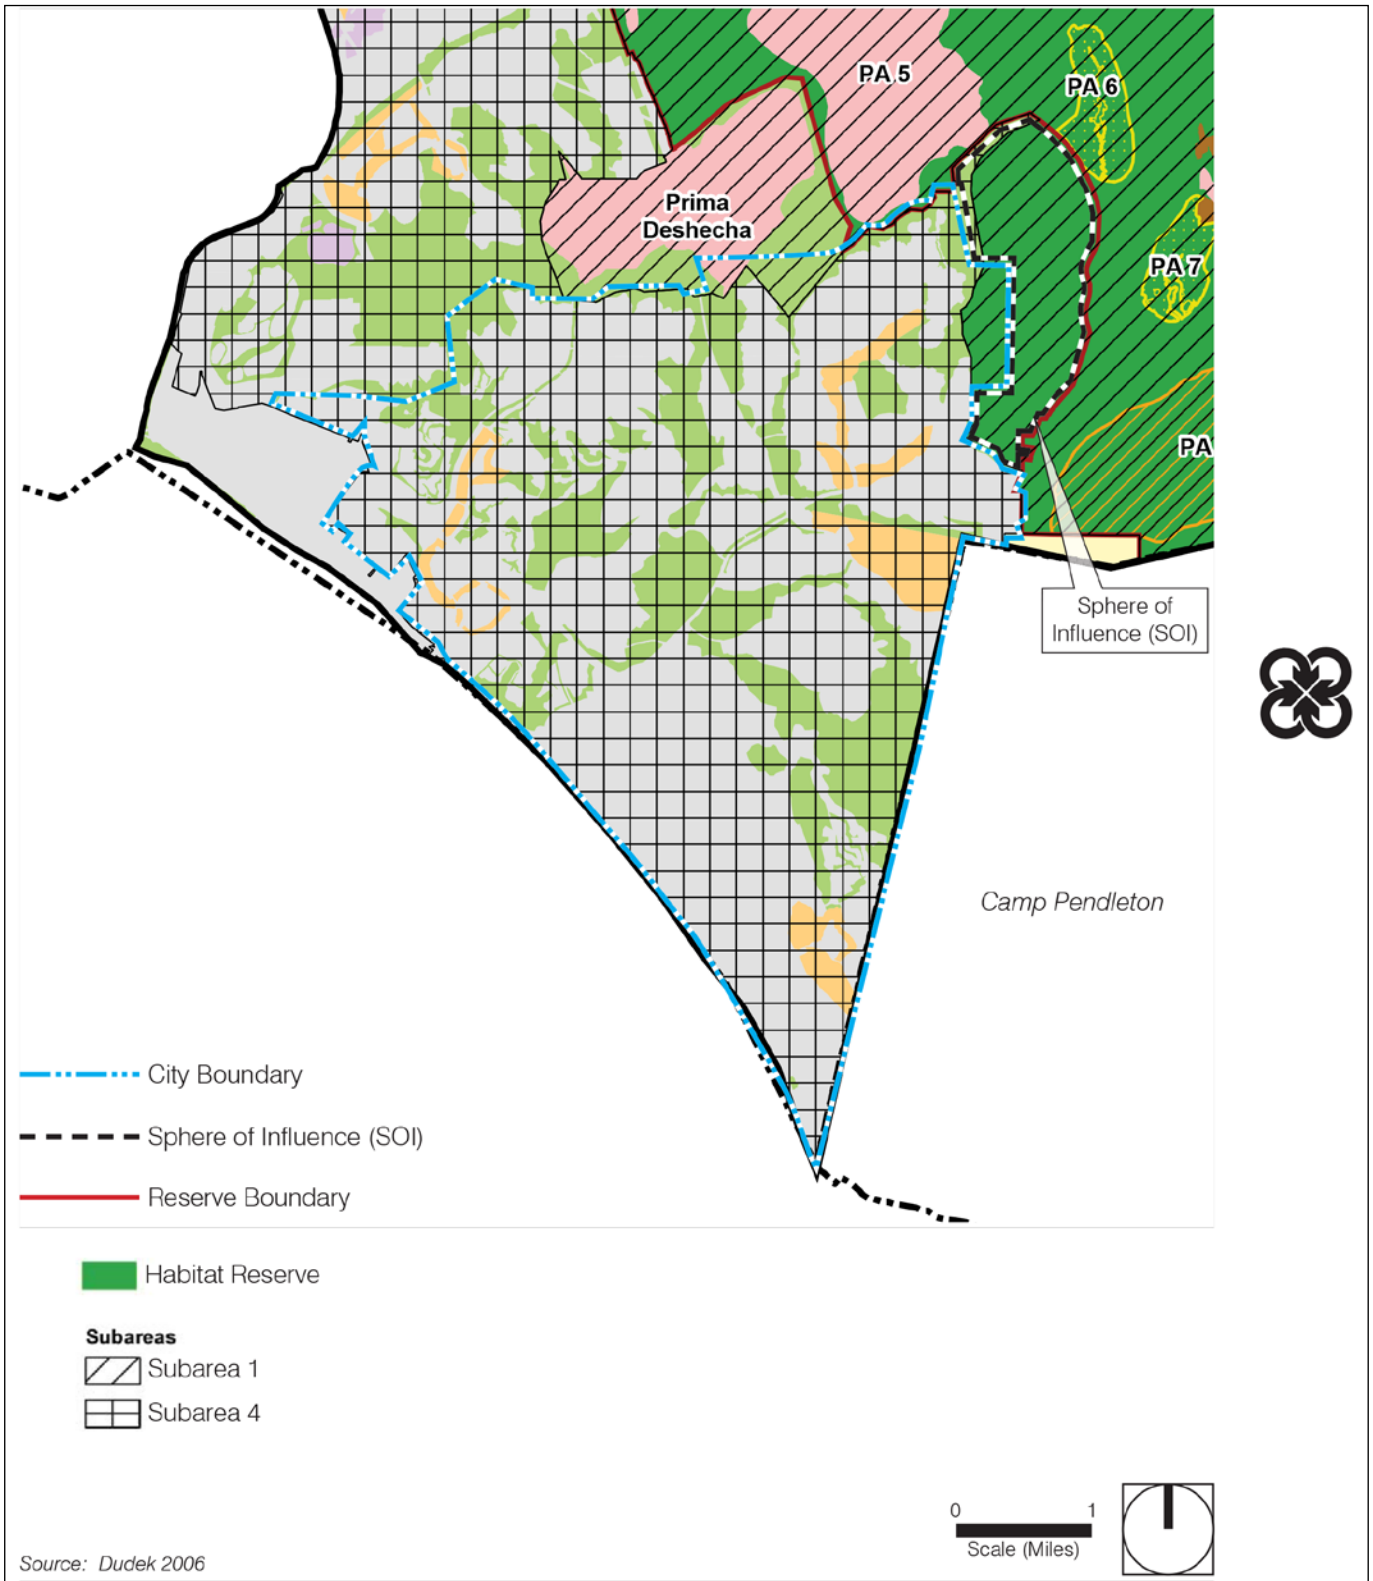 PA 5
PA 6
Prima
Deshecha
PA 7
PA
Sphere of
Influence (SOI)
Camp Pendleton
City Boundary
Sphere of Influence (SOI)
Reserve Boundary
Habitat Reserve
Subareas
Subarea 1
Subarea 4
0 1
Scale (Miles)
Source: Dudek 2006